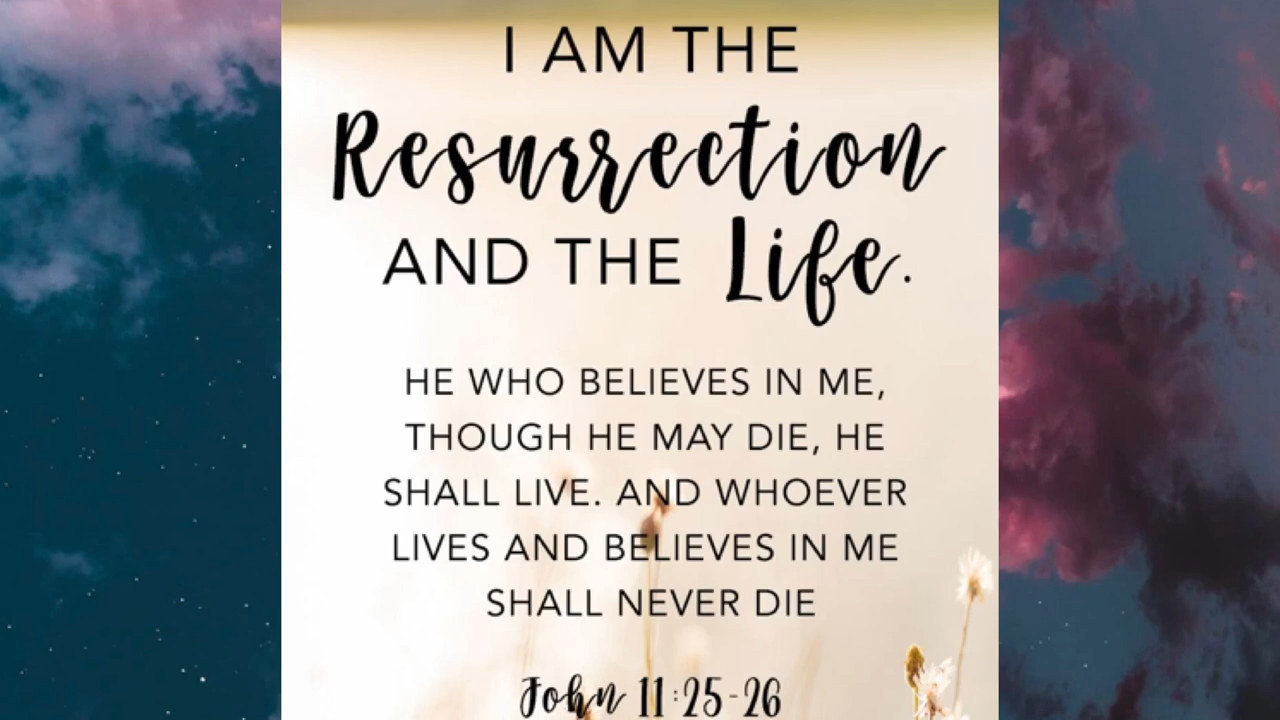 I AM THE
Resurrection
AND THE Life.
HE WHO BELIEVES IN ME,
THOUGH HE MAY DIE, HE
SHALL LIVE. AND WHOEVER
LIVES AND BELIEVES IN ME
SHALL NEVER DIE
John 11:25-26